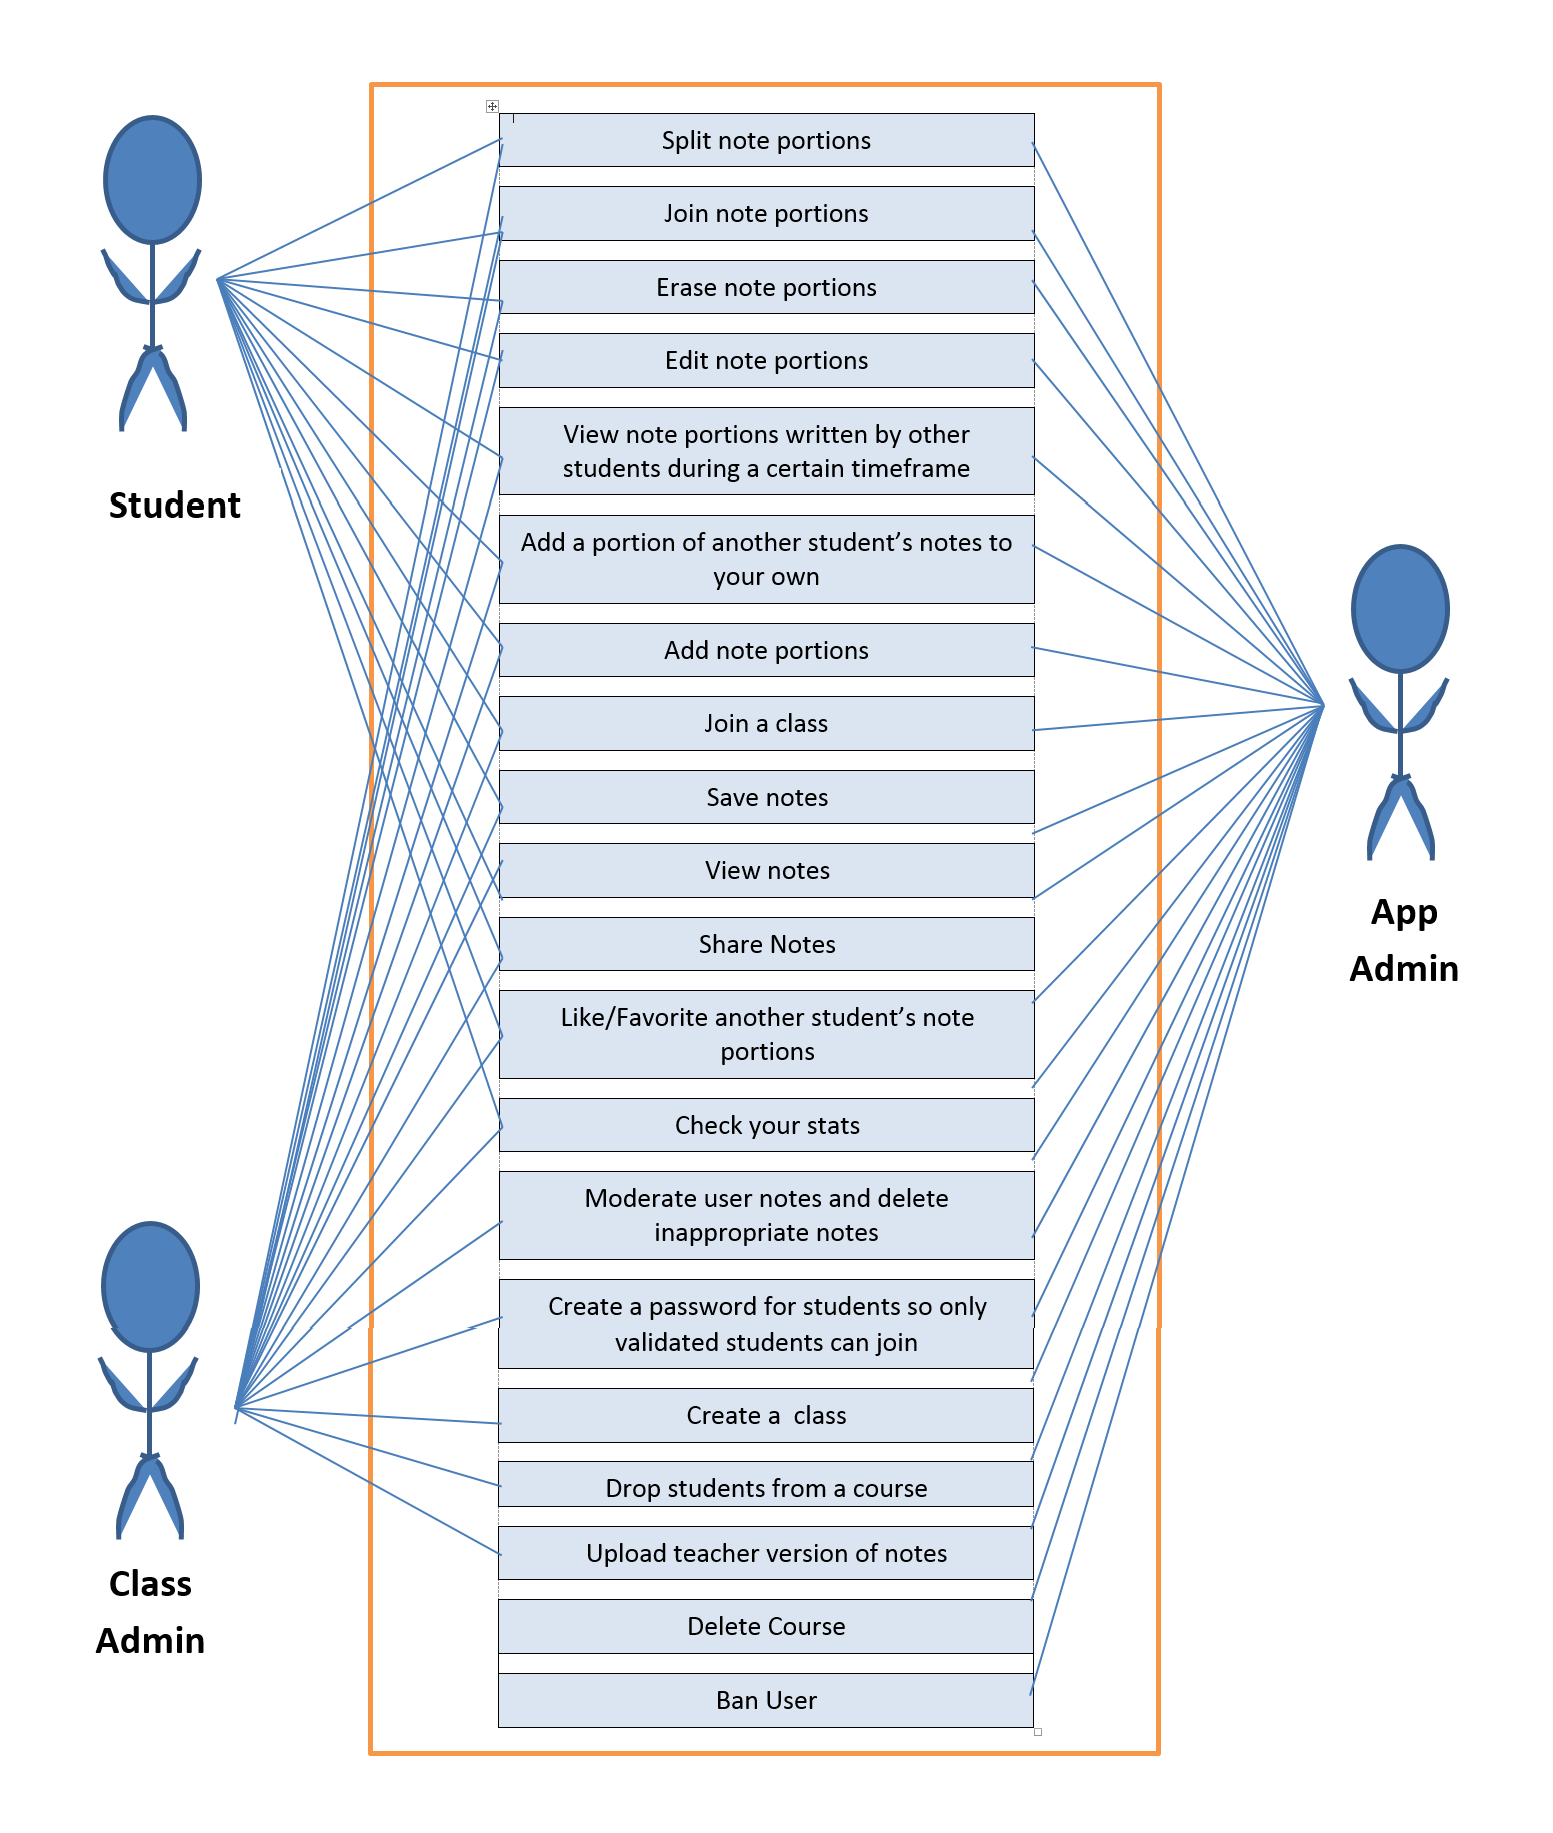 Split note portions
Join note portions
Erase note portions
Edit note portions
View note portions written by other
students during a certain timeframe
Add a portion of another student’s notes to
your own
Add note portions
Join a class
Save notes
View notes
Share Notes
Like/Favorite another student’s note
portions
Check your stats
Moderate user notes and delete
inappropriate notes
Create a password for students so only
validated students can join
Create a  class
Drop students from a course
Upload teacher version of notes
Delete Course
Ban User
Student
Class
Admin
App
Admin